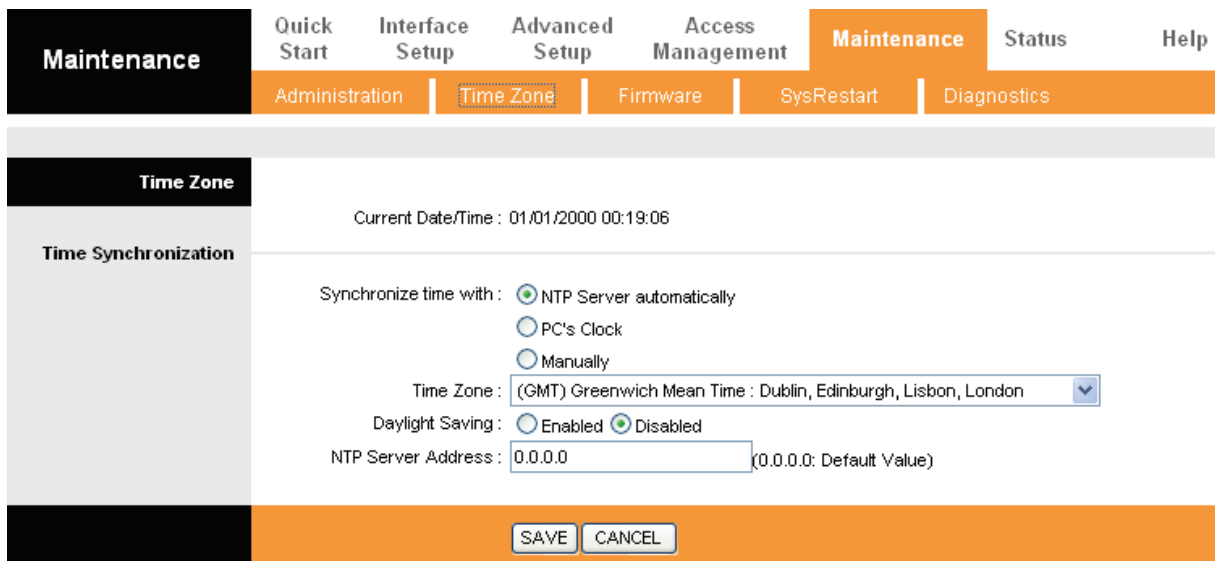 Maintenance
Quick Start
Interface Setup
Advanced Setup
Access Management
Maintenance
Status
Help
Administration
Time Zone
Firmware
SysRestart
Diagnostics
Time Zone
Current Date/Time : 01/01/2000 00:19:06
Time Synchronization
Synchronize time with : NTP Server automatically
PC's Clock
Manually
Time Zone : (GMT) Greenwich Mean Time : Dublin, Edinburgh, Lisbon, London
Daylight Saving : Enabled Disabled
NTP Server Address : 0.0.0.0 (0.0.0.0: Default Value)
SAVE CANCEL